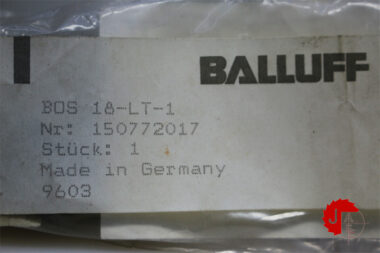 BALLUFF
BOS 18-LT-1
Nr: 150772017
Stück: 1
Made in Germany
9603